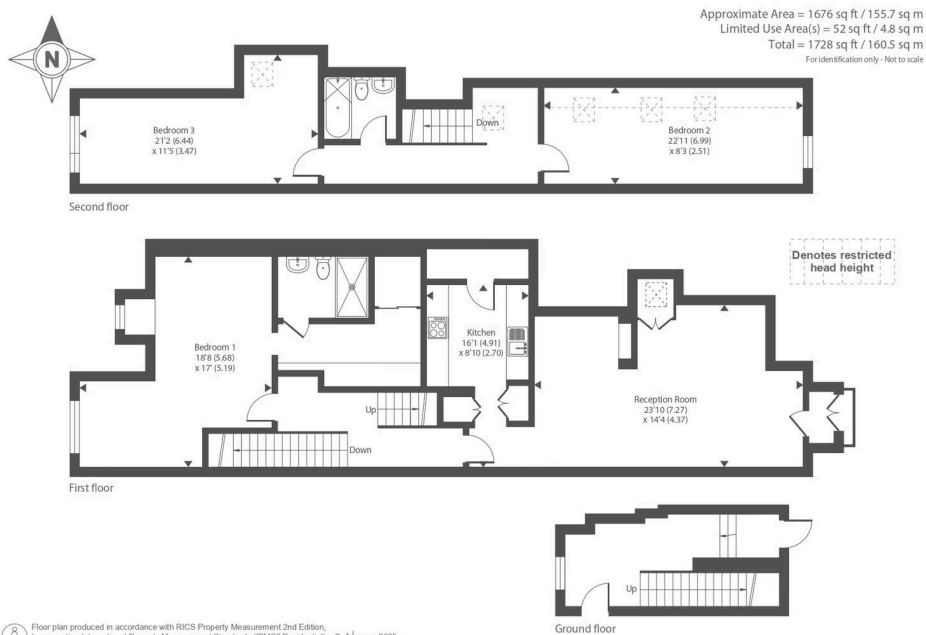 Approximate Area = 1676 sq ft / 155.7 sq m
Limited Use Area(s) = 52 sq ft / 4.8 sq m
Total = 1728 sq ft / 160.5 sq m
For identification only - Not to scale
N
Bedroom 3
21'2 (6.44)
x 11'5 (3.47)
Down
Bedroom 2
22'11 (6.99)
x 8'3 (2.51)
Second floor
Denotes restricted
head height
Bedroom 1
18'8 (5.68)
x 17' (5.19)
Kitchen
16'1 (4.91)
x 8'10 (2.70)
Reception Room
23'10 (7.27)
x 14'4 (4.37)
Up
Down
First floor
Up
Ground floor
Floor plan produced in accordance with RICS Property Measurement 2nd Edition,